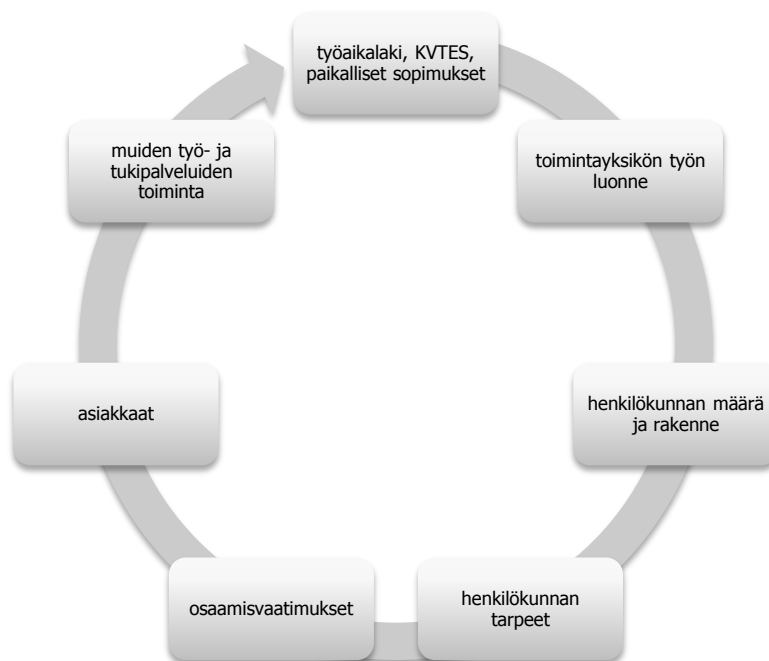 työaikalaki, KVTES,
paikalliset sopimukset
toimintayksikön työn
luonne
henkilökunnan määrä
ja rakenne
henkilökunnan
tarpeet
osaamisvaatimukset
asiakkaat
muiden työ- ja
tukipalveluiden
toiminta